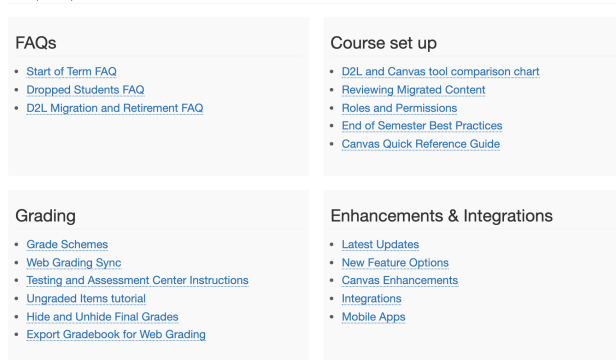 FAQs
Start of Term FAQ
Dropped Students FAQ
D2L Migration and Retirement FAQ
Course set up
D2L and Canvas tool comparison chart
Reviewing Migrated Content
Roles and Permissions
End of Semester Best Practices
Canvas Quick Reference Guide
Grading
Grade Schemes
Web Grading Sync
Testing and Assessment Center Instructions
Ungraded Items tutorial
Hide and Unhide Final Grades
Export Gradebook for Web Grading
Enhancements & Integrations
Latest Updates
New Feature Options
Canvas Enhancements
Integrations
Mobile Apps